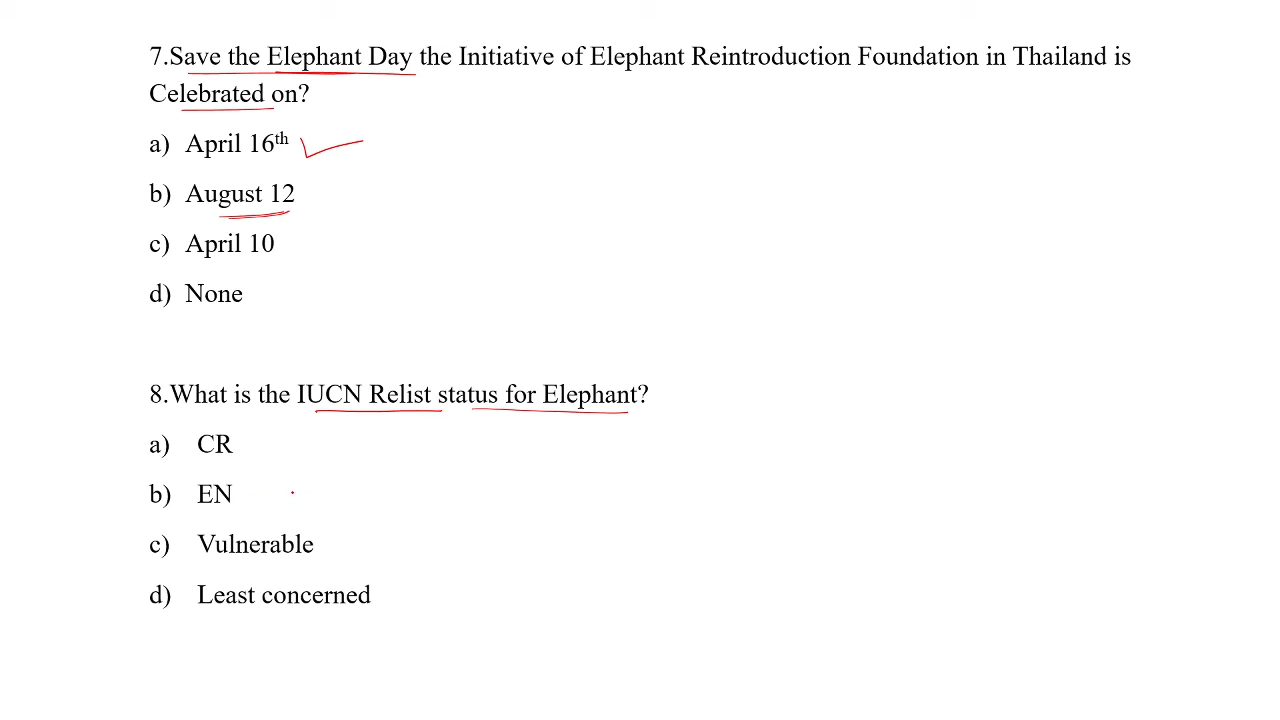 7.Save the Elephant Day the Initiative of Elephant Reintroduction Foundation in Thailand is
Celebrated on?
a) April 16th
b) August 12
c) April 10
d) None
8.What is the IUCN Relist status for Elephant?
a) CR
b) EN
c) Vulnerable
d) Least concerned